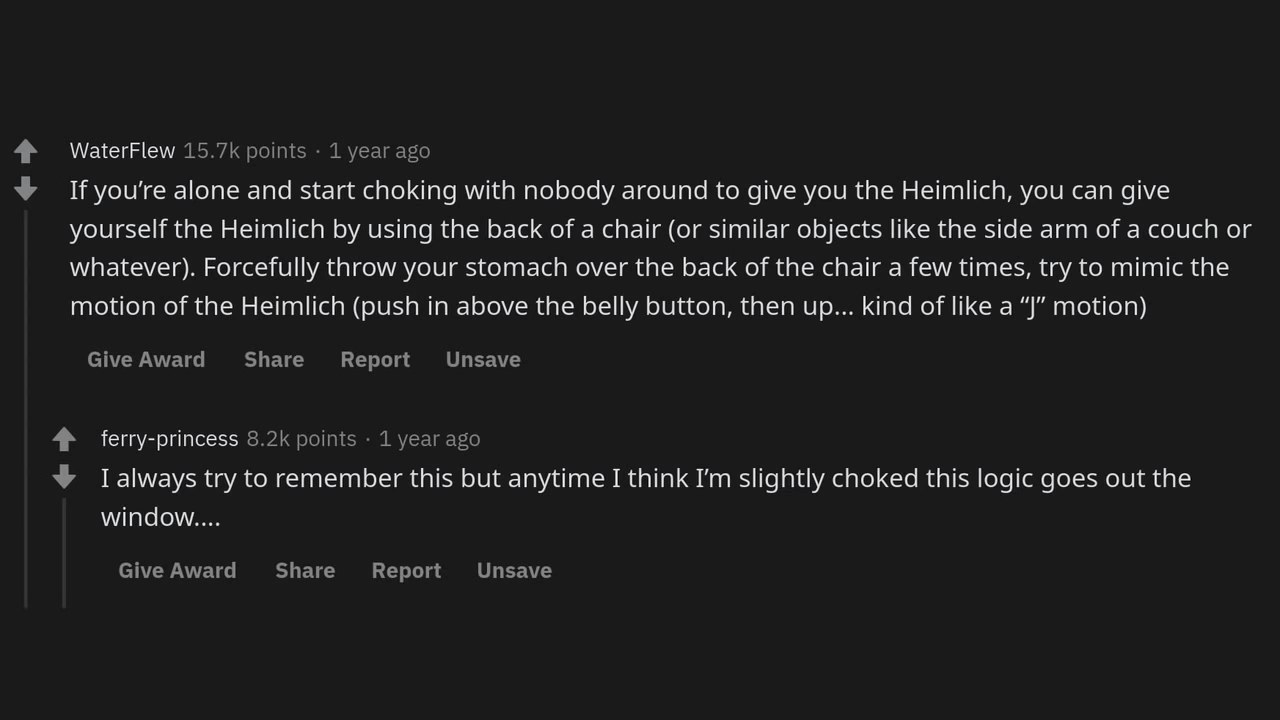 WaterFlew 15.7k points · 1 year ago
If you’re alone and start choking with nobody around to give you the Heimlich, you can give
yourself the Heimlich by using the back of a chair (or similar objects like the side arm of a couch or
whatever). Forcefully throw your stomach over the back of the chair a few times, try to mimic the
motion of the Heimlich (push in above the belly button, then up... kind of like a “J” motion)
Give Award Share Report Unsave
ferry-princess 8.2k points · 1 year ago
I always try to remember this but anytime I think I’m slightly choked this logic goes out the
window....
Give Award Share Report Unsave